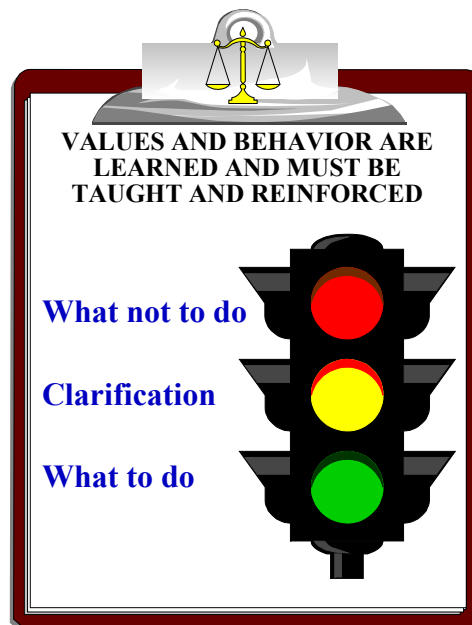 VALUES AND BEHAVIOR ARE
LEARNED AND MUST BE
TAUGHT AND REINFORCED
What not to do
Clarification
What to do